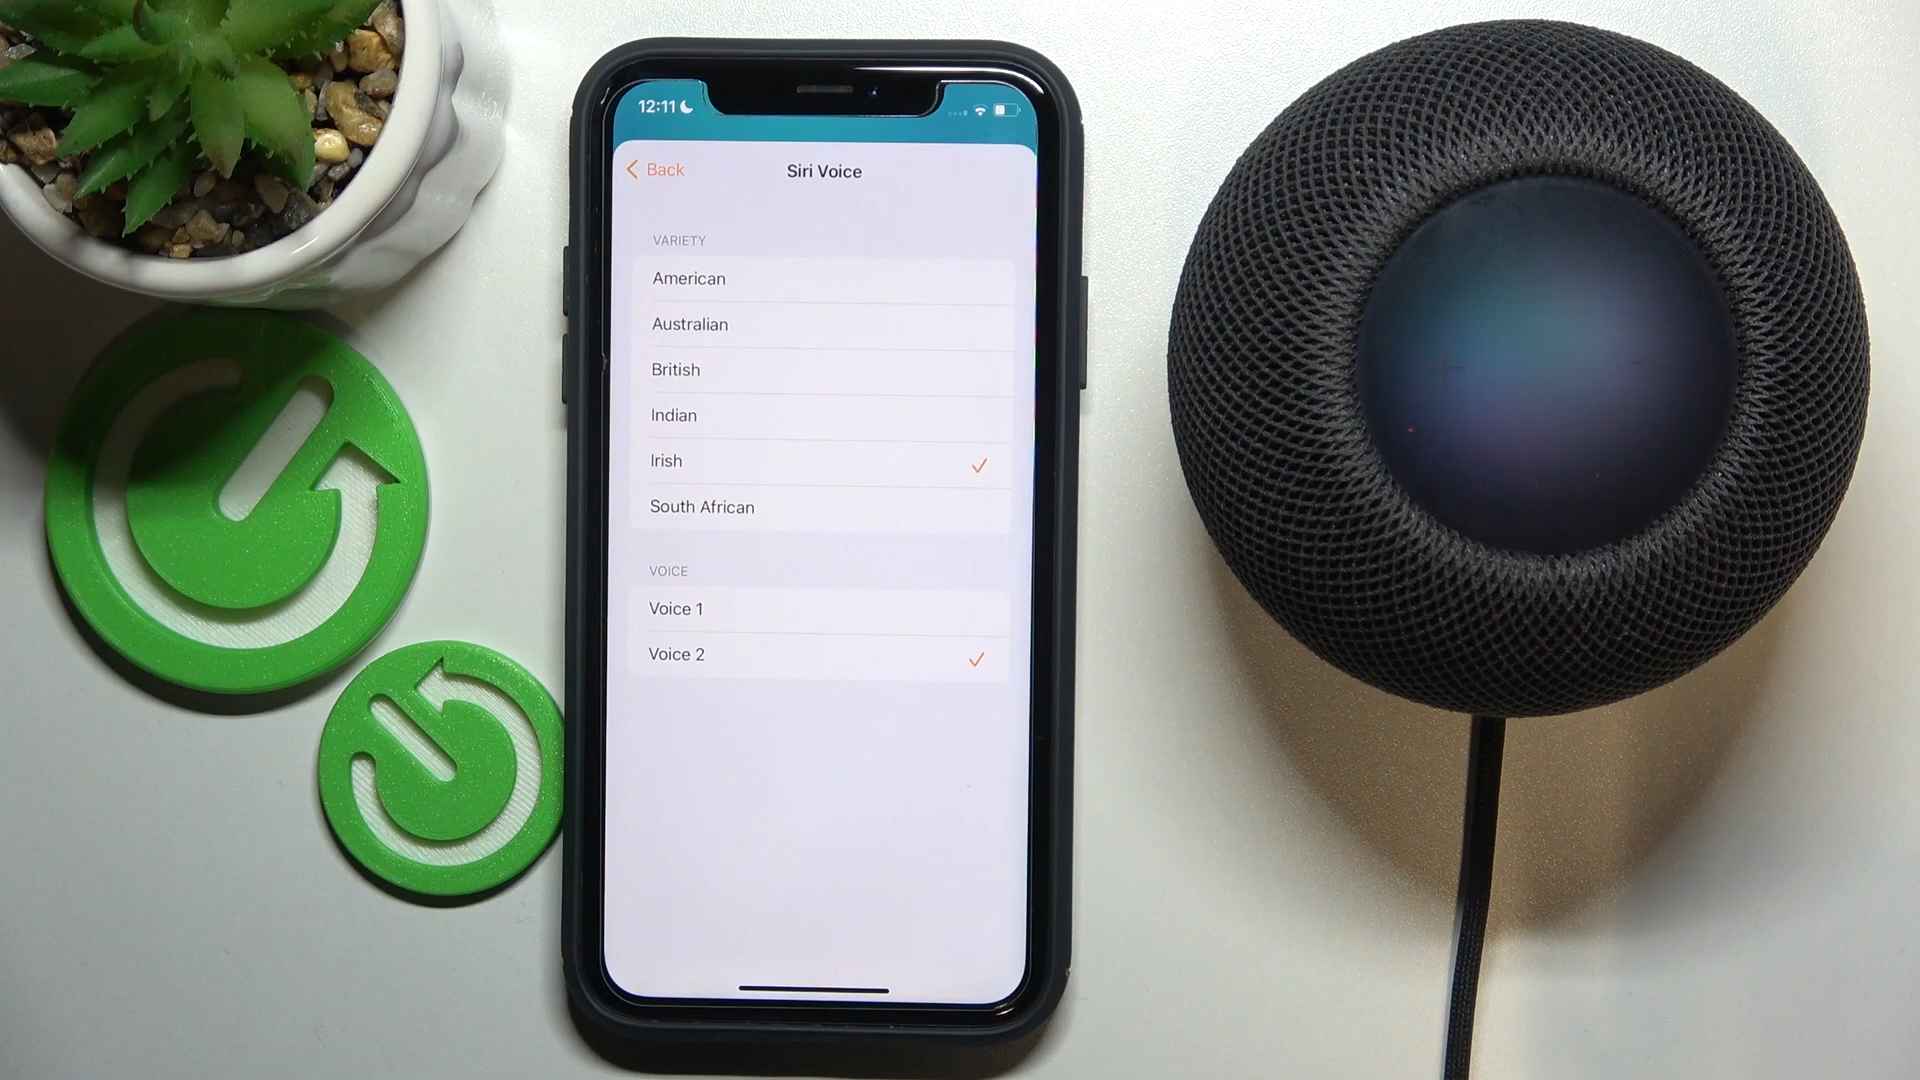 12:11
Back
Siri Voice
VARIETY
American
Australian
British
Indian
Irish
South African
VOICE
Voice 1
Voice 2